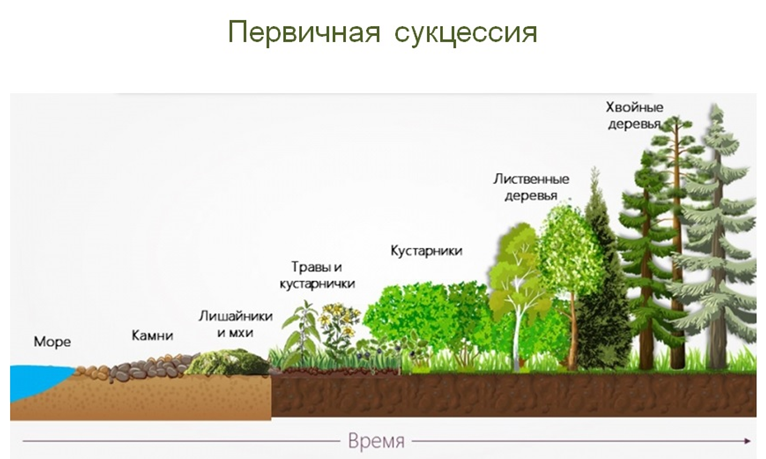 Первичная сукцессия
Море
Камни
Лишайники
и мхи
Травы и
кустарнички
Кустарники
Лиственные
деревья
Хвойные
деревья
Время